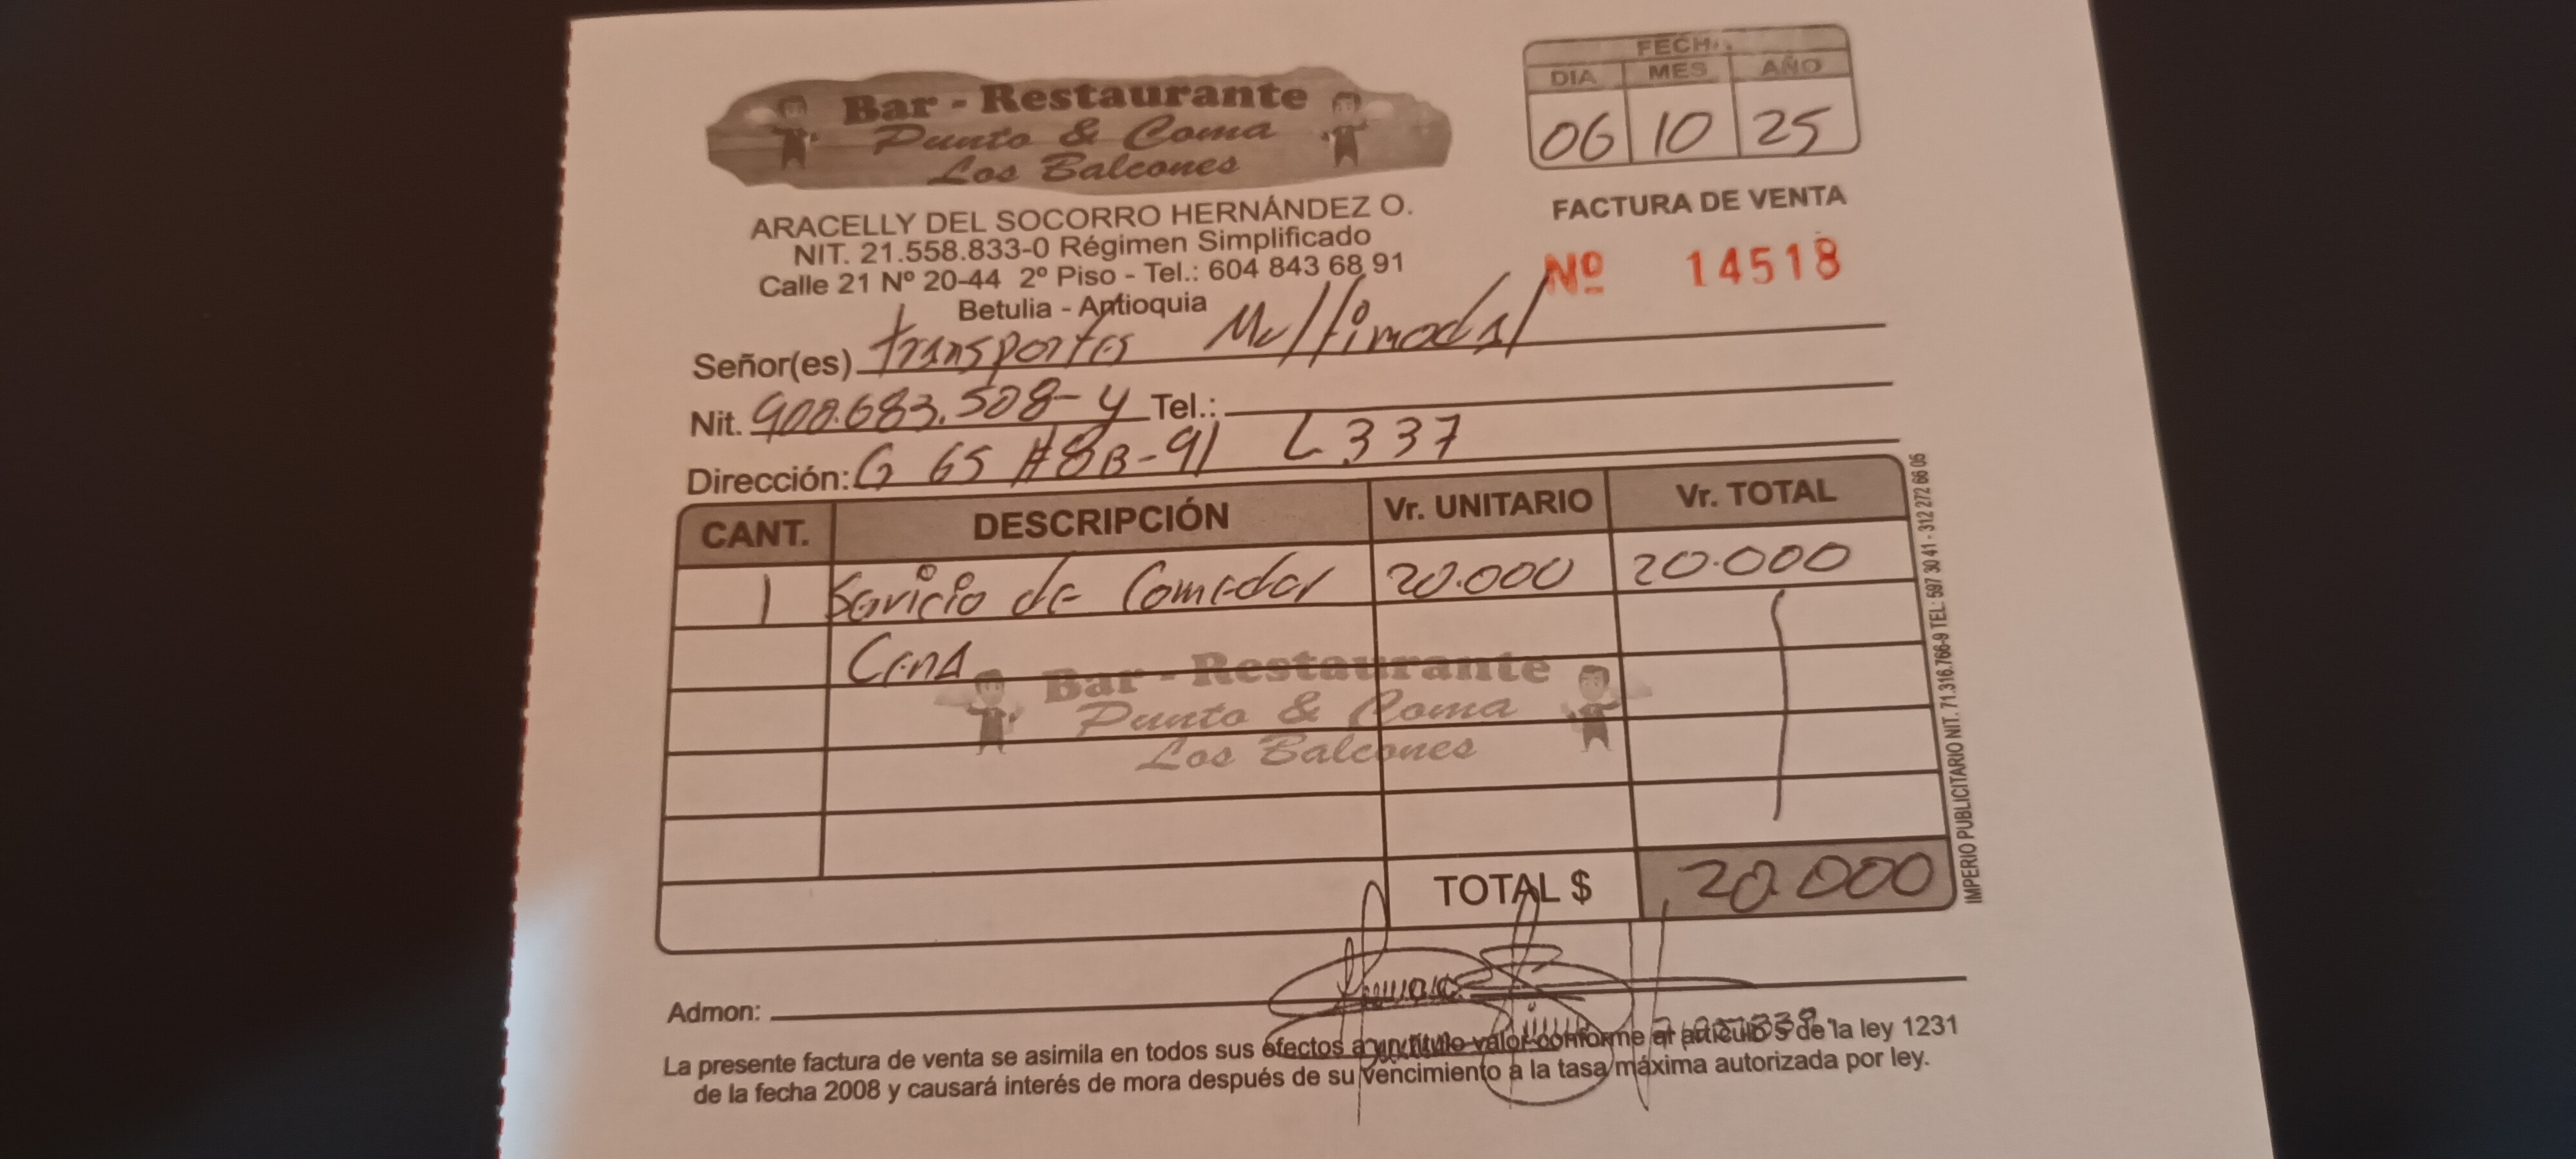 Bar - Restaurante
Punto & Coma
Los Balcones
FECH
DIA MES AÑO
06 10 25
ARACELLY DEL SOCORRO HERNÁNDEZ O.
NIT. 21.558.833-0 Régimen Simplificado
Calle 21 Nº 20-44 2º Piso - Tel.: 604 843 68 91
Betulia - Antioquia
FACTURA DE VENTA
Nº 14518
Señor(es) transportes Multimodal
Nit. 900.683.508-4 Tel.:
Dirección: G 65 #8B-91 L337
CANT. DESCRIPCIÓN Vr. UNITARIO Vr. TOTAL
1 Servicio de Comedor 20.000 20.000
Cena
Bar - Restaurante
Punto & Coma
Los Balcones
TOTAL $ 20.000
Admon:
La presente factura de venta se asimila en todos sus efectos a un título valor conforme al artículo 3 de la ley 1231
de la fecha 2008 y causará interés de mora después de su vencimiento a la tasa máxima autorizada por ley.
IMPERIO PUBLICITARIO NIT. 71.316.766-9 TEL: 597 30 41 - 312 272 66 05